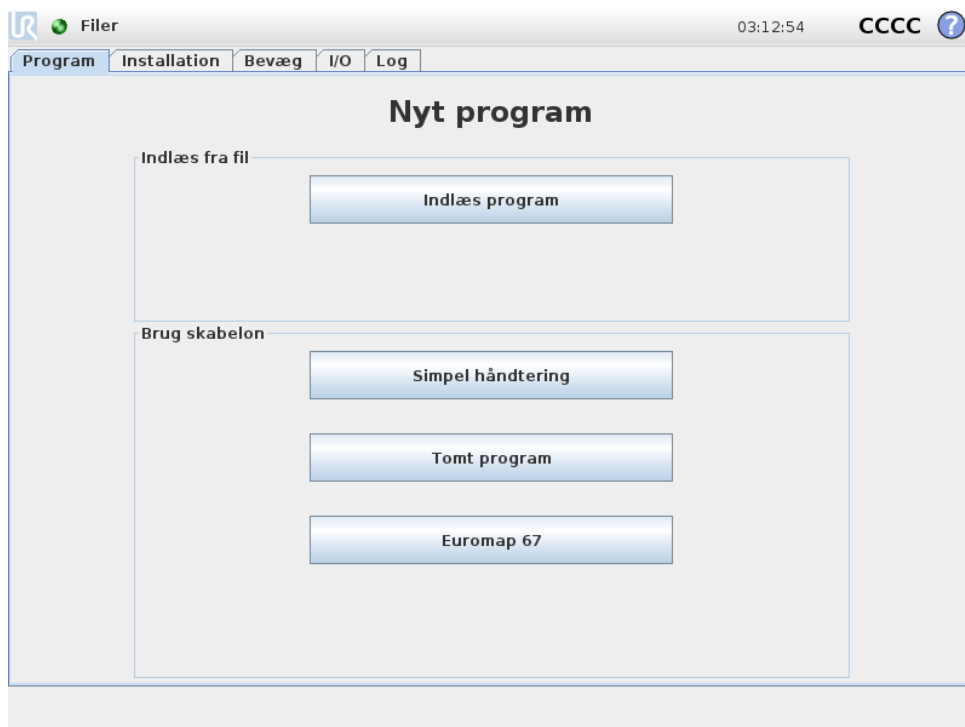 UR Filer 03:12:54 CCCC ?
Program Installation Bevæg I/O Log
Nyt program
Indlæs fra fil
Indlæs program
Brug skabelon
Simpel håndtering
Tomt program
Euromap 67